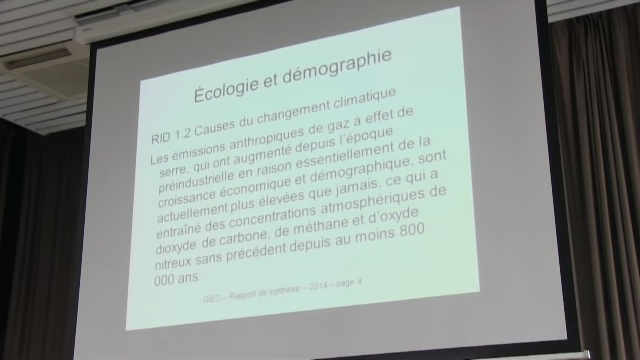 Écologie et démographie
RID 1.2 Causes du changement climatique
Les émissions anthropiques de gaz à effet de
serre, qui ont augmenté depuis l'époque
préindustrielle en raison essentiellement de la
croissance économique et démographique, sont
actuellement plus élevées que jamais, ce qui a
entraîné des concentrations atmosphériques de
dioxyde de carbone, de méthane et d'oxyde
nitreux sans précédent depuis au moins 800
000 ans.
GIEC – Rapport de synthèse – 2014 – page 4